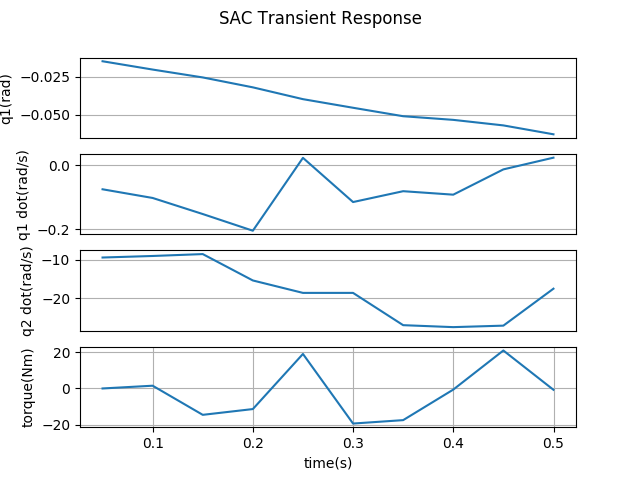 SAC Transient Response
q1(rad)
−0.025
−0.050
q1 dot(rad/s)
0.0
−0.2
q2 dot(rad/s)
−10
−20
torque(Nm)
20
0
−20
0.1 0.2 0.3 0.4 0.5
time(s)